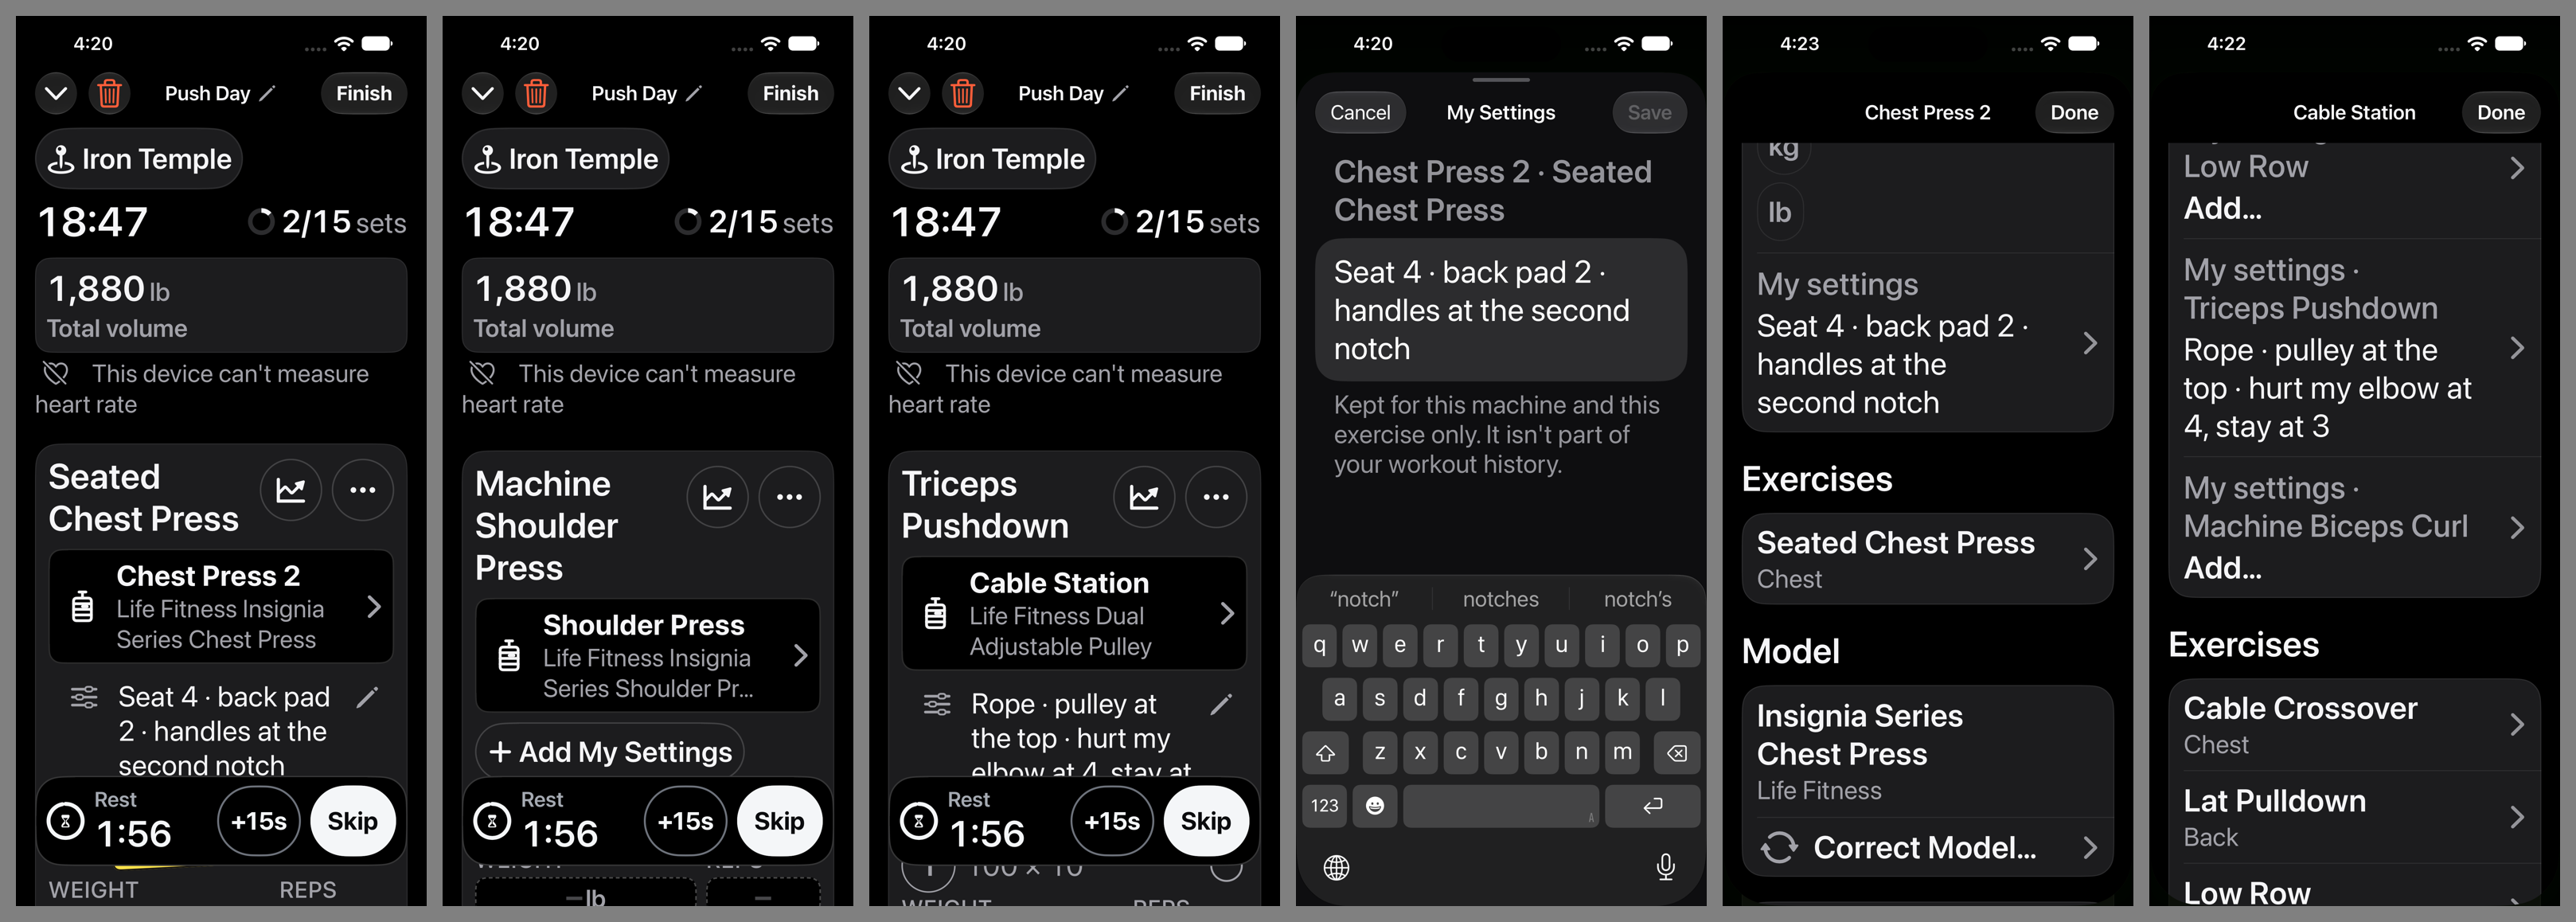 4:20
Push Day
Finish
Iron Temple
18:47
2/15 sets
1,880 lb
Total volume
This device can't measure
heart rate
Seated
Chest Press
Chest Press 2
Life Fitness Insignia
Series Chest Press
Seat 4 · back pad
2 · handles at the
second notch
Rest
1:56
+15s
Skip
WEIGHT
REPS
4:20
Push Day
Finish
Iron Temple
18:47
2/15 sets
1,880 lb
Total volume
This device can't measure
heart rate
Machine
Shoulder
Press
Shoulder Press
Life Fitness Insignia
Series Shoulder Pr...
+ Add My Settings
Rest
1:56
+15s
Skip
– lb
–
4:20
Push Day
Finish
Iron Temple
18:47
2/15 sets
1,880 lb
Total volume
This device can't measure
heart rate
Triceps
Pushdown
Cable Station
Life Fitness Dual
Adjustable Pulley
Rope · pulley at
the top · hurt my
elbow at 4, stay at
Rest
1:56
+15s
Skip
1 100 × 10
WEIGHT
REPS
4:20
Cancel
My Settings
Save
Chest Press 2 · Seated
Chest Press
Seat 4 · back pad 2 ·
handles at the second
notch
Kept for this machine and this
exercise only. It isn't part of
your workout history.
“notch”
notches
notch's
q w e r t y u i o p
a s d f g h j k l
z x c v b n m
123
A
4:23
Chest Press 2
Done
kg
lb
My settings
Seat 4 · back pad 2 ·
handles at the
second notch
Exercises
Seated Chest Press
Chest
Model
Insignia Series
Chest Press
Life Fitness
Correct Model...
4:22
Cable Station
Done
Low Row
Add...
My settings ·
Triceps Pushdown
Rope · pulley at the
top · hurt my elbow at
4, stay at 3
My settings ·
Machine Biceps Curl
Add...
Exercises
Cable Crossover
Chest
Lat Pulldown
Back
Low Row